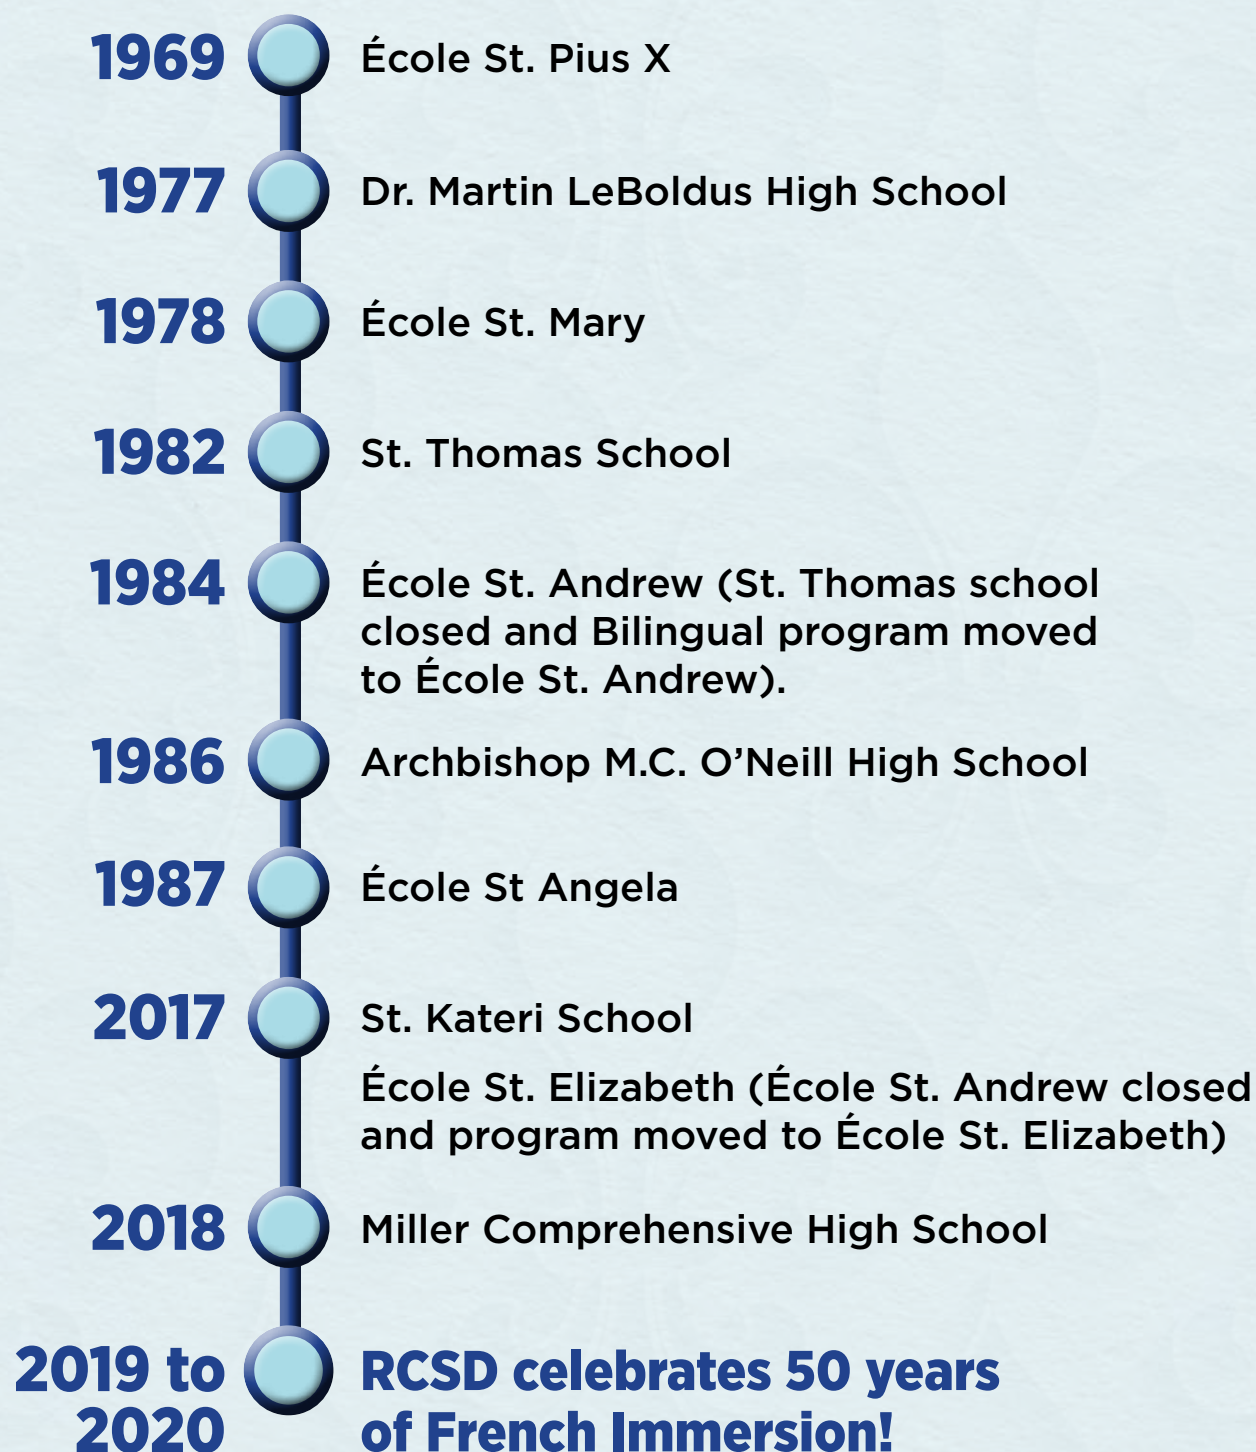 1969 École St. Pius X
1977 Dr. Martin LeBoldus High School
1978 École St. Mary
1982 St. Thomas School
1984 École St. Andrew (St. Thomas school
closed and Bilingual program moved
to École St. Andrew).
1986 Archbishop M.C. O’Neill High School
1987 École St Angela
2017 St. Kateri School
École St. Elizabeth (École St. Andrew closed
and program moved to École St. Elizabeth)
2018 Miller Comprehensive High School
2019 to RCSD celebrates 50 years
2020 of French Immersion!